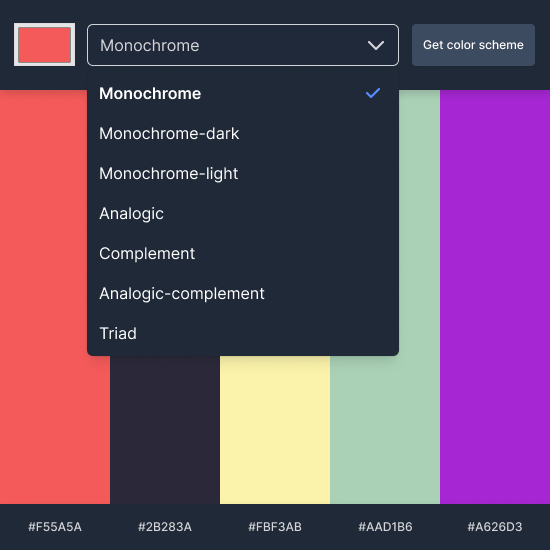 Monochrome
Get color scheme
Monochrome
Monochrome-dark
Monochrome-light
Analogic
Complement
Analogic-complement
Triad
#F55A5A
#2B283A
#FBF3AB
#AAD1B6
#A626D3